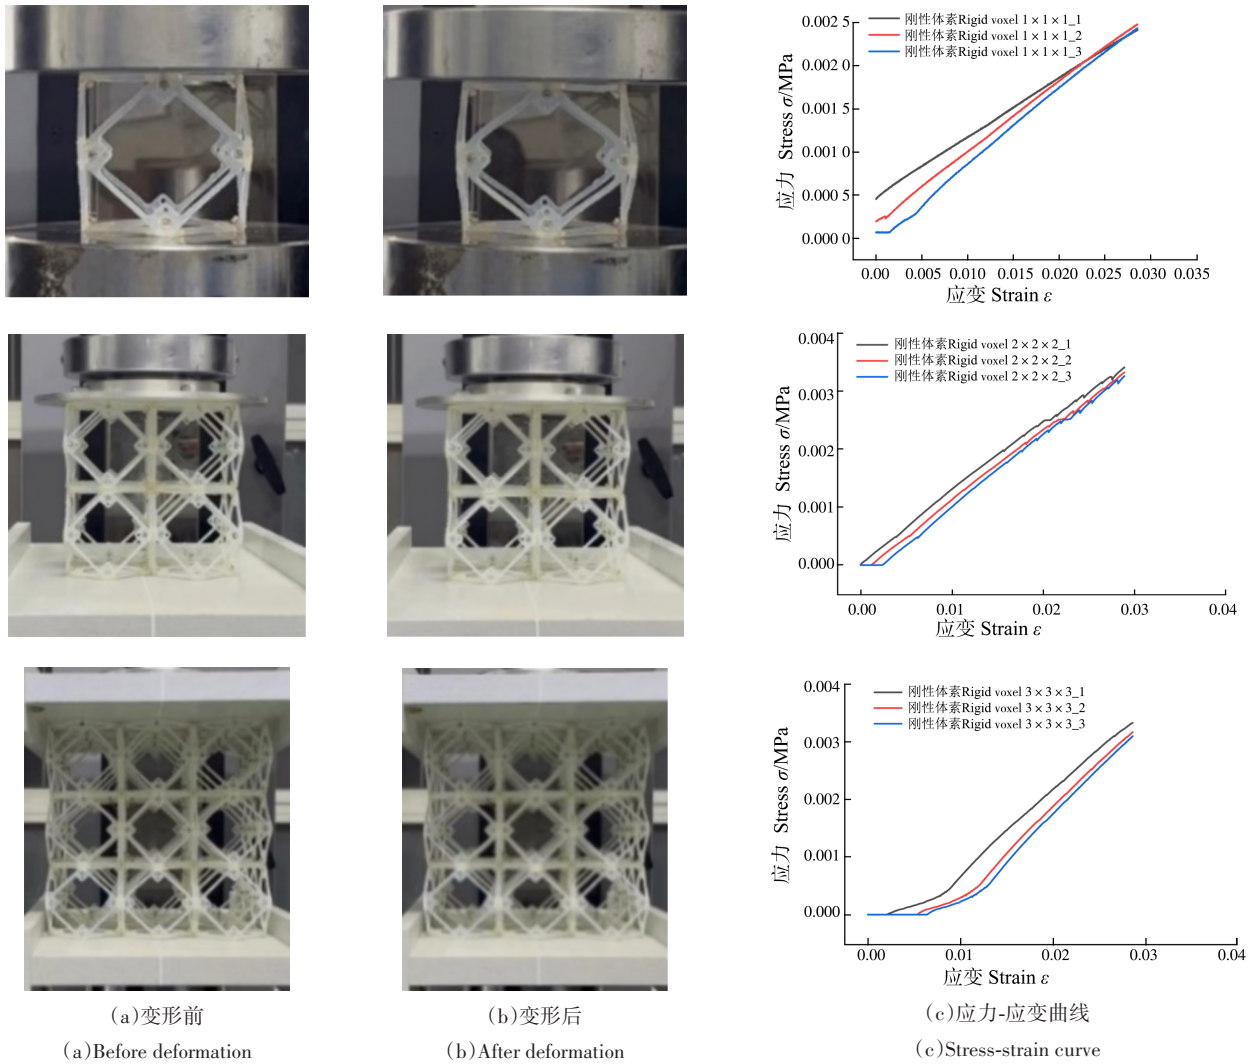 0.002 5
0.002 0
0.001 5
0.001 0
0.000 5
0.000 0
应力 Stress σ/MPa
刚性体素Rigid voxel 1×1×1_1
刚性体素Rigid voxel 1×1×1_2
刚性体素Rigid voxel 1×1×1_3
0.00 0.005 0.010 0.015 0.020 0.025 0.030 0.035
应变 Strain ε
0.004
0.003
0.002
0.001
0.000
应力 Stress σ/MPa
刚性体素Rigid voxel 2×2×2_1
刚性体素Rigid voxel 2×2×2_2
刚性体素Rigid voxel 2×2×2_3
0.00 0.01 0.02 0.03 0.04
应变 Strain ε
0.004
0.003
0.002
0.001
0.000
应力 Stress σ/MPa
刚性体素Rigid voxel 3×3×3_1
刚性体素Rigid voxel 3×3×3_2
刚性体素Rigid voxel 3×3×3_3
0.00 0.01 0.02 0.03 0.04
应变 Strain ε
(a)变形前
(a)Before deformation
(b)变形后
(b)After deformation
(c)应力-应变曲线
(c)Stress-strain curve